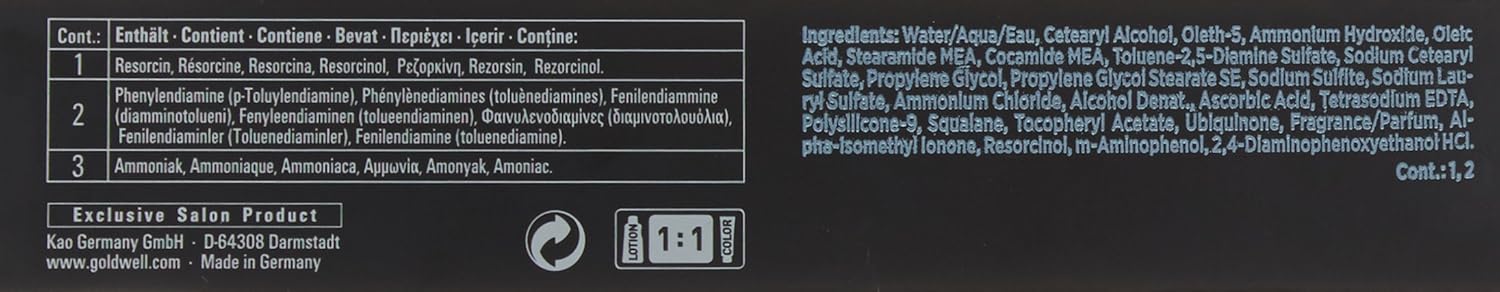 Cont.: Enthält · Contient · Contiene · Bevat · Περιέχει · İçerir · Conţine:
1 Resorcin, Résorcine, Resorcina, Resorcinol, Ρεζορκίνη, Rezorsin, Rezorcinol.
2 Phenylendiamine (p-Toluylendiamine), Phénylènediamines (toluènediamines), Fenilendiammine
(diamminotolueni), Fenyleendiaminen (tolueendiaminen), Φαινυλενοδιαμίνες (διαμινοτολουόλια),
Fenilendiaminler (Toluenediaminler), Fenilendiamine (toluenediamine).
3 Ammoniak, Ammoniaque, Ammoniaca, Αμμωνία, Amonyak, Amoniac.
Exclusive Salon Product
Kao Germany GmbH · D-64308 Darmstadt
www.goldwell.com · Made in Germany
LOTION 1:1 COLOR
Ingredients: Water/Aqua/Eau, Cetearyl Alcohol, Oleth-5, Ammonium Hydroxide, Oleic
Acid, Stearamide MEA, Cocamide MEA, Toluene-2,5-Diamine Sulfate, Sodium Cetearyl
Sulfate, Propylene Glycol, Propylene Glycol Stearate SE, Sodium Sulfite, Sodium Lau-
ryl Sulfate, Ammonium Chloride, Alcohol Denat., Ascorbic Acid, Tetrasodium EDTA,
Polysilicone-9, Squalane, Tocopheryl Acetate, Ubiquinone, Fragrance/Parfum, Al-
pha-Isomethyl Ionone, Resorcinol, m-Aminophenol, 2,4-Diaminophenoxyethanol HCl.
Cont.: 1, 2